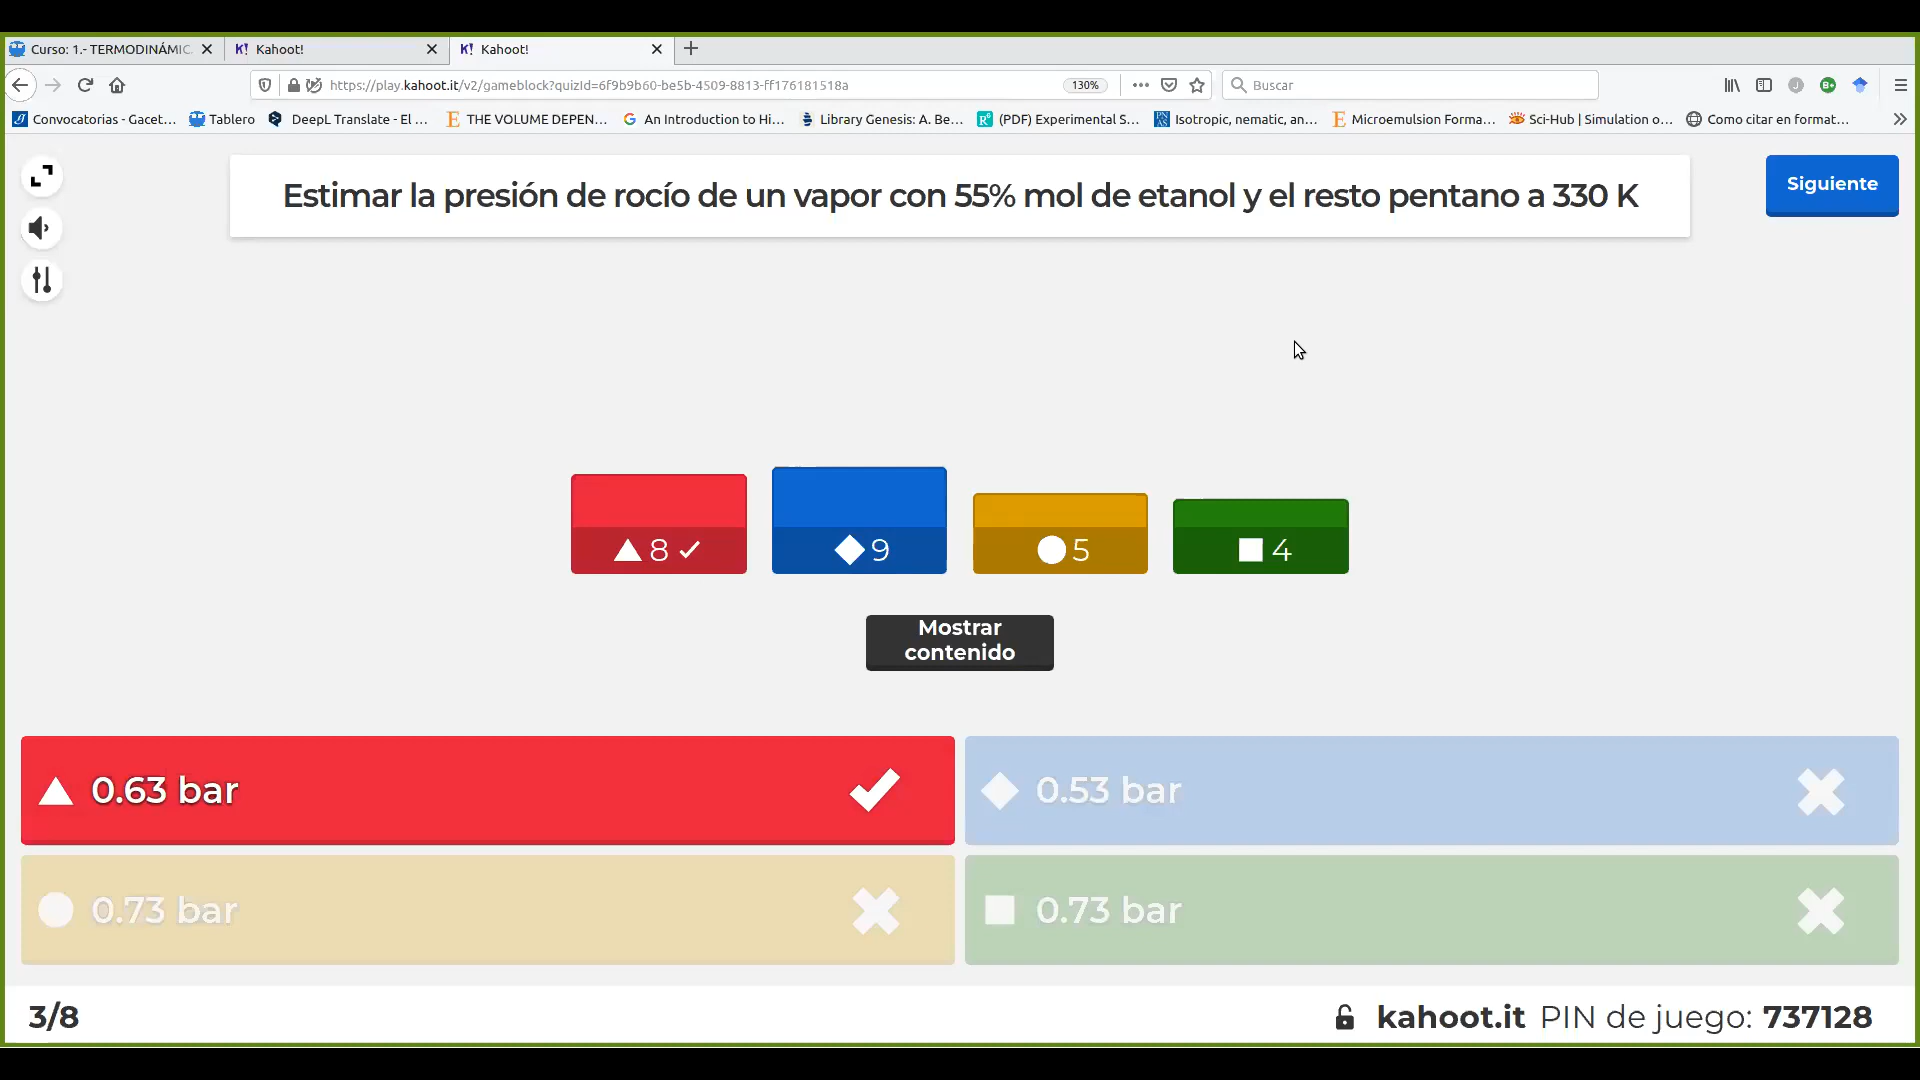 Curso: 1.- TERMODINÁMIC
Kahoot!
Kahoot!
https://play.kahoot.it/v2/gameblock?quizId=6f9b9b60-be5b-4509-8813-ff176181518a
130%
Buscar
Convocatorias - Gacet...
Tablero
DeepL Translate - El ...
THE VOLUME DEPEN...
An Introduction to Hi...
Library Genesis: A. Be...
(PDF) Experimental S...
Isotropic, nematic, an...
Microemulsion Forma...
Sci-Hub | Simulation o...
Como citar en format...
Estimar la presión de rocío de un vapor con 55% mol de etanol y el resto pentano a 330 K
Siguiente
8
9
5
4
Mostrar
contenido
0.63 bar
0.53 bar
0.73 bar
0.73 bar
3/8
kahoot.it PIN de juego: 737128